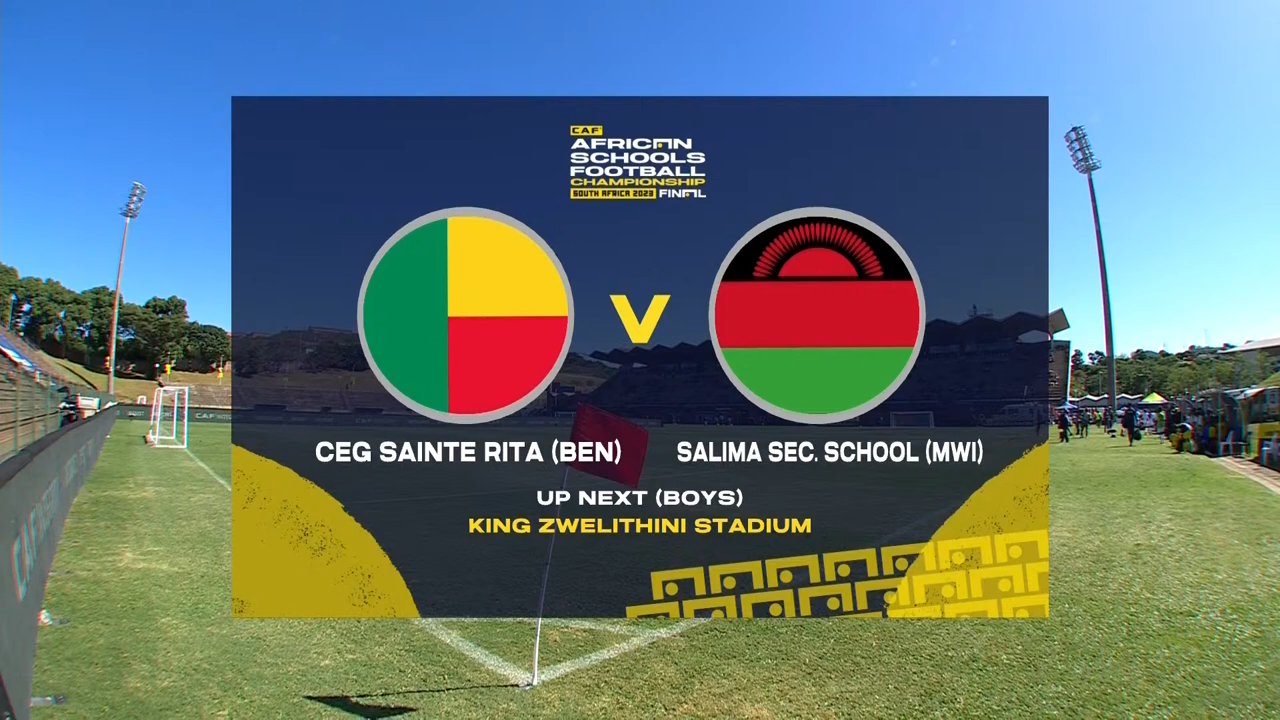 CAF
AFRICAN
SCHOOLS
FOOTBALL
CHAMPIONSHIP
SOUTH AFRICA 2023 FINAL
V
CEG SAINTE RITA (BEN)
SALIMA SEC. SCHOOL (MWI)
UP NEXT (BOYS)
KING ZWELITHINI STADIUM